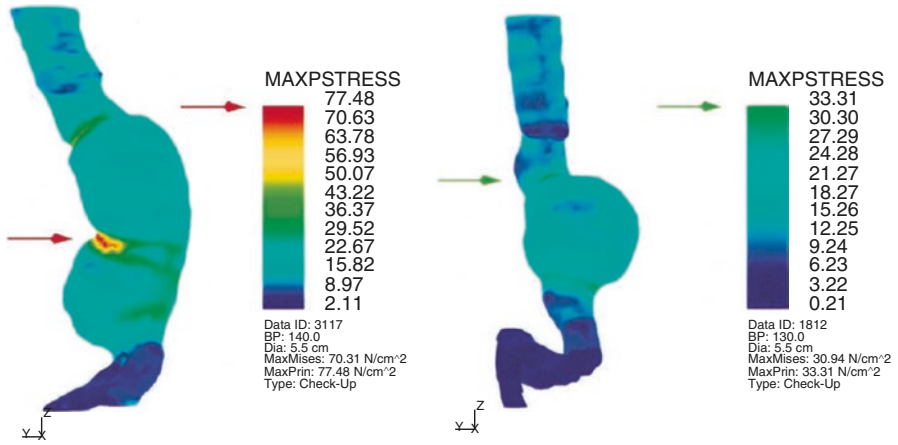 MAXPSTRESS
77.48
70.63
63.78
56.93
50.07
43.22
36.37
29.52
22.67
15.82
8.97
2.11
Data ID: 3117
BP: 140.0
Dia: 5.5 cm
MaxMises: 70.31 N/cm^2
MaxPrin: 77.48 N/cm^2
Type: Check-Up
Z
Y X
MAXPSTRESS
33.31
30.30
27.29
24.28
21.27
18.27
15.26
12.25
9.24
6.23
3.22
0.21
Data ID: 1812
BP: 130.0
Dia: 5.5 cm
MaxMises: 30.94 N/cm^2
MaxPrin: 33.31 N/cm^2
Type: Check-Up
Z
Y X